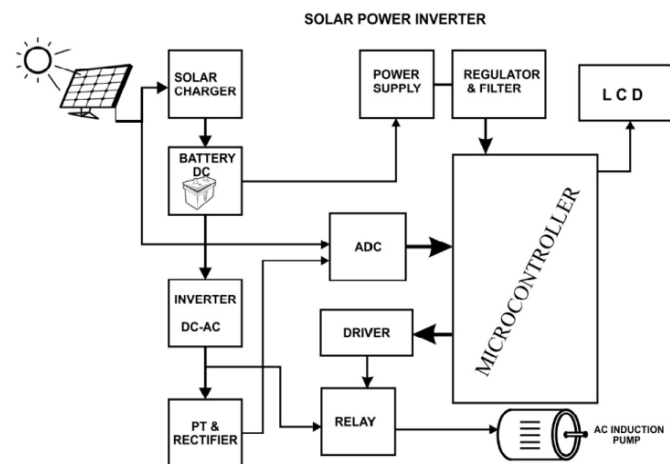 SOLAR POWER INVERTER
SOLAR
CHARGER
POWER
SUPPLY
REGULATOR
& FILTER
LCD
BATTERY
DC
ADC
MICROCONTROLLER
INVERTER
DC-AC
DRIVER
PT &
RECTIFIER
RELAY
AC INDUCTION
PUMP